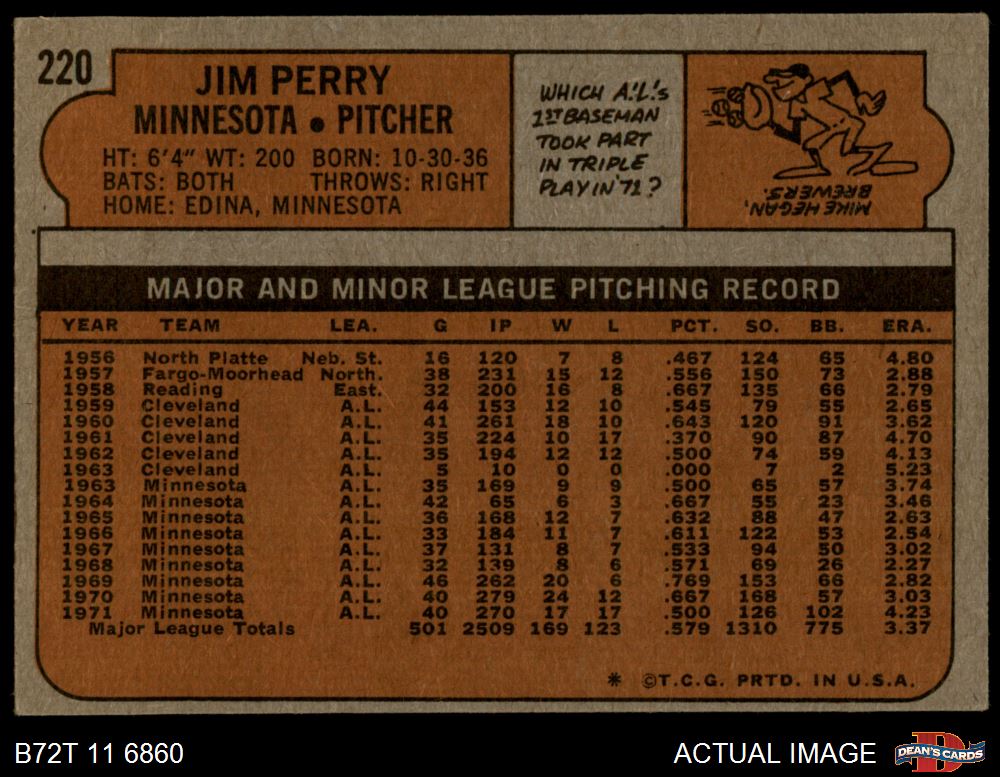 220
JIM PERRY
MINNESOTA • PITCHER
HT: 6'4" WT: 200 BORN: 10-30-36
BATS: BOTH THROWS: RIGHT
HOME: EDINA, MINNESOTA
WHICH A.L.'s
1ST BASEMAN
TOOK PART
IN TRIPLE
PLAY IN '71?
MIKE HEGAN,
BREWERS.
MAJOR AND MINOR LEAGUE PITCHING RECORD
YEAR TEAM LEA. G IP W L PCT. SO. BB. ERA.
1956 North Platte Neb. St. 16 120 7 8 .467 124 65 4.80
1957 Fargo-Moorhead North. 38 231 15 12 .556 150 73 2.88
1958 Reading East. 32 200 16 8 .667 135 66 2.79
1959 Cleveland A.L. 44 153 12 10 .545 79 55 2.65
1960 Cleveland A.L. 41 261 18 10 .643 120 91 3.62
1961 Cleveland A.L. 35 224 10 17 .370 90 87 4.70
1962 Cleveland A.L. 35 194 12 12 .500 74 59 4.13
1963 Cleveland A.L. 5 10 0 0 .000 7 2 5.23
1963 Minnesota A.L. 35 169 9 9 .500 65 57 3.74
1964 Minnesota A.L. 42 65 6 3 .667 55 23 3.46
1965 Minnesota A.L. 36 168 12 7 .632 88 47 2.63
1966 Minnesota A.L. 33 184 11 7 .611 122 53 2.54
1967 Minnesota A.L. 37 131 8 7 .533 94 50 3.02
1968 Minnesota A.L. 32 139 8 6 .571 69 26 2.27
1969 Minnesota A.L. 46 262 20 6 .769 153 66 2.82
1970 Minnesota A.L. 40 279 24 12 .667 168 57 3.03
1971 Minnesota A.L. 40 270 17 17 .500 126 102 4.23
Major League Totals 501 2509 169 123 .579 1310 775 3.37
* ©T.C.G. PRTD. IN U.S.A.
B72T 11 6860
ACTUAL IMAGE
D
DEAN'S CARDS